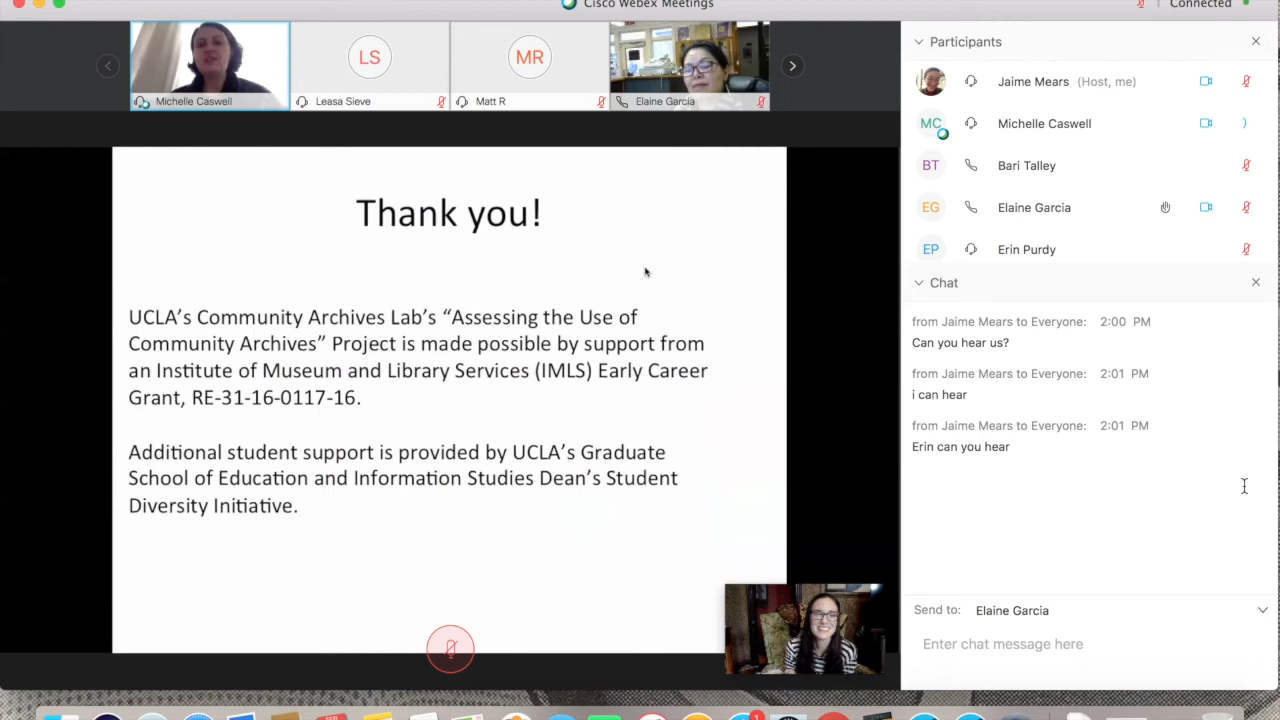 Cisco Webex Meetings
Connected
LS
MR
Michelle Caswell
Leasa Sieve
Matt R
Elaine Garcia
Thank you!
UCLA's Community Archives Lab's “Assessing the Use of
Community Archives” Project is made possible by support from
an Institute of Museum and Library Services (IMLS) Early Career
Grant, RE-31-16-0117-16.
Additional student support is provided by UCLA's Graduate
School of Education and Information Studies Dean's Student
Diversity Initiative.
Participants
Jaime Mears (Host, me)
MC Michelle Caswell
BT Bari Talley
EG Elaine Garcia
EP Erin Purdy
Chat
from Jaime Mears to Everyone: 2:00 PM
Can you hear us?
from Jaime Mears to Everyone: 2:01 PM
i can hear
from Jaime Mears to Everyone: 2:01 PM
Erin can you hear
Send to: Elaine Garcia
Enter chat message here